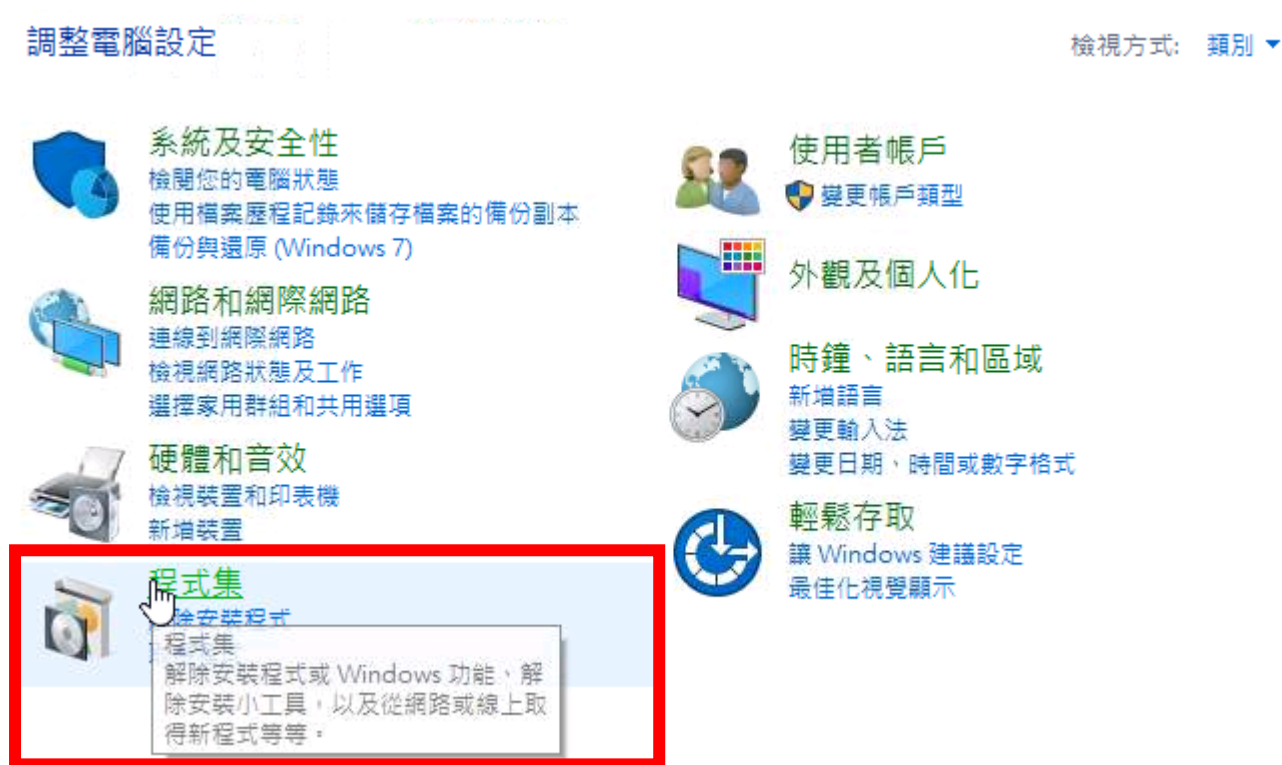 調整電腦設定
檢視方式: 類別
系統及安全性
檢閱您的電腦狀態
使用檔案歷程記錄來儲存檔案的備份副本
備份與還原 (Windows 7)
網路和網際網路
連線到網際網路
檢視網路狀態及工作
選擇家用群組和共用選項
硬體和音效
檢視裝置和印表機
新增裝置
程式集
除安裝程式
程式集
解除安裝程式或 Windows 功能、解
除安裝小工具，以及從網路或線上取
得新程式等等。
使用者帳戶
變更帳戶類型
外觀及個人化
時鐘、語言和區域
新增語言
變更輸入法
變更日期、時間或數字格式
輕鬆存取
讓 Windows 建議設定
最佳化視覺顯示